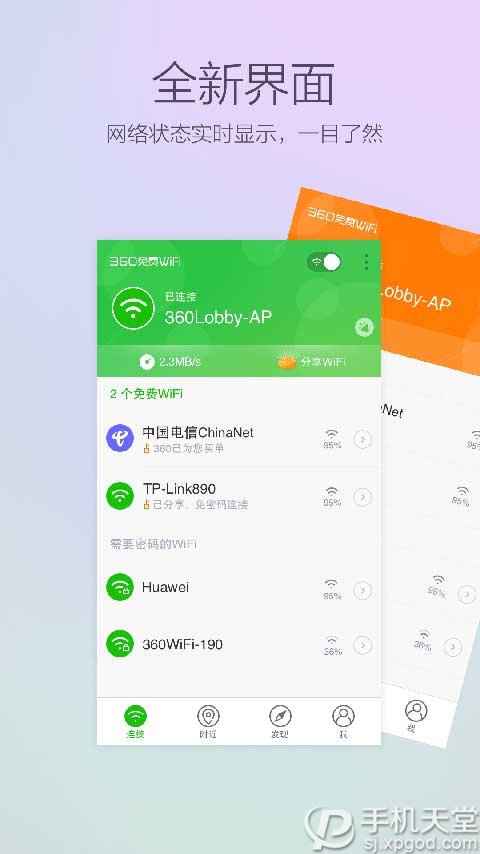 全新界面
网络状态实时显示，一目了然
360免费WiFi
已连接
360Lobby-AP
2.3MB/s
分享WiFi
2 个免费WiFi
中国电信ChinaNet
占360已为您买单
95%
TP-Link890
占已分享，免密码连接
95%
需要密码的WiFi
Huawei
95%
360WiFi-190
36%
连接
附近
发现
我
360免费WiFi
Lobby-AP
Net
95%
95%
95%
36%
我
手机天堂
sj.xpgod.com